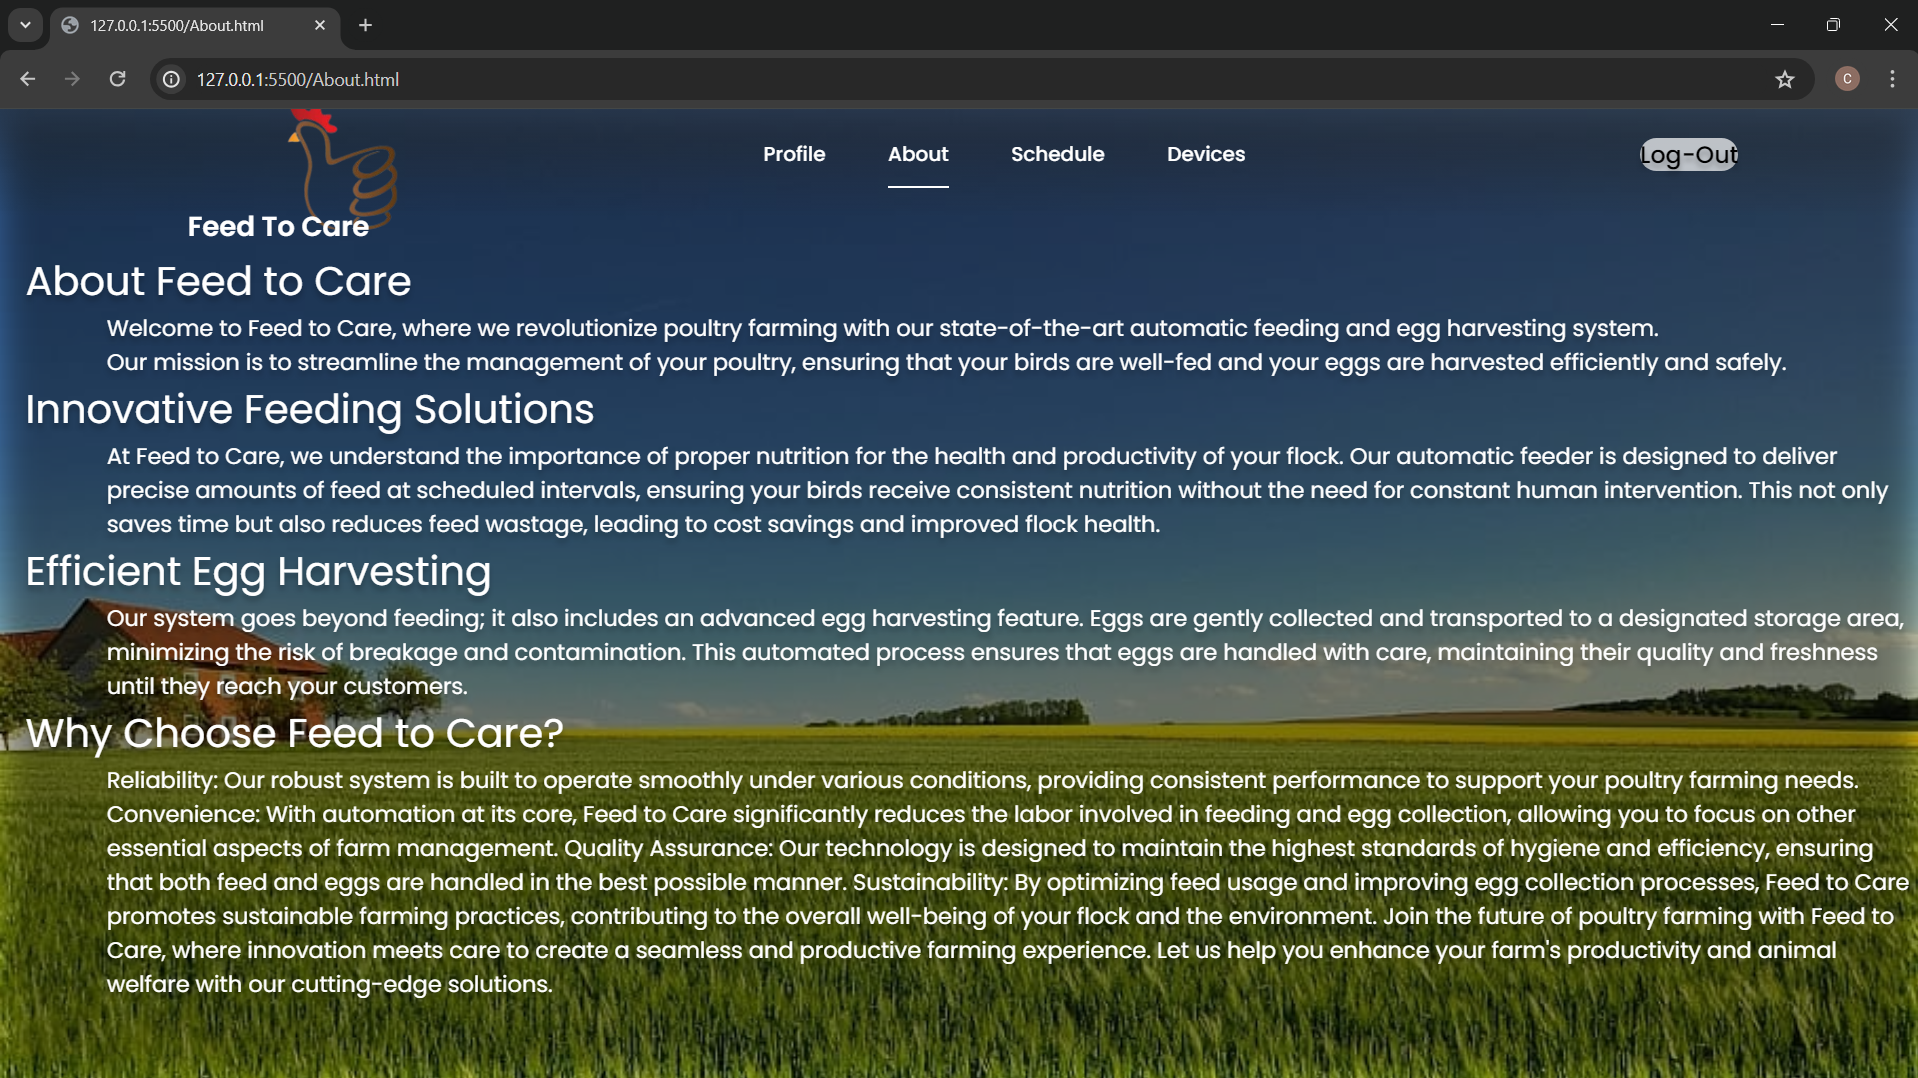 127.0.0.1:5500/About.html
127.0.0.1:5500/About.html
C
Profile About Schedule Devices
Log-Out
Feed To Care
About Feed to Care
Welcome to Feed to Care, where we revolutionize poultry farming with our state-of-the-art automatic feeding and egg harvesting system.
Our mission is to streamline the management of your poultry, ensuring that your birds are well-fed and your eggs are harvested efficiently and safely.
Innovative Feeding Solutions
At Feed to Care, we understand the importance of proper nutrition for the health and productivity of your flock. Our automatic feeder is designed to deliver
precise amounts of feed at scheduled intervals, ensuring your birds receive consistent nutrition without the need for constant human intervention. This not only
saves time but also reduces feed wastage, leading to cost savings and improved flock health.
Efficient Egg Harvesting
Our system goes beyond feeding; it also includes an advanced egg harvesting feature. Eggs are gently collected and transported to a designated storage area,
minimizing the risk of breakage and contamination. This automated process ensures that eggs are handled with care, maintaining their quality and freshness
until they reach your customers.
Why Choose Feed to Care?
Reliability: Our robust system is built to operate smoothly under various conditions, providing consistent performance to support your poultry farming needs.
Convenience: With automation at its core, Feed to Care significantly reduces the labor involved in feeding and egg collection, allowing you to focus on other
essential aspects of farm management. Quality Assurance: Our technology is designed to maintain the highest standards of hygiene and efficiency, ensuring
that both feed and eggs are handled in the best possible manner. Sustainability: By optimizing feed usage and improving egg collection processes, Feed to Care
promotes sustainable farming practices, contributing to the overall well-being of your flock and the environment. Join the future of poultry farming with Feed to
Care, where innovation meets care to create a seamless and productive farming experience. Let us help you enhance your farm's productivity and animal
welfare with our cutting-edge solutions.